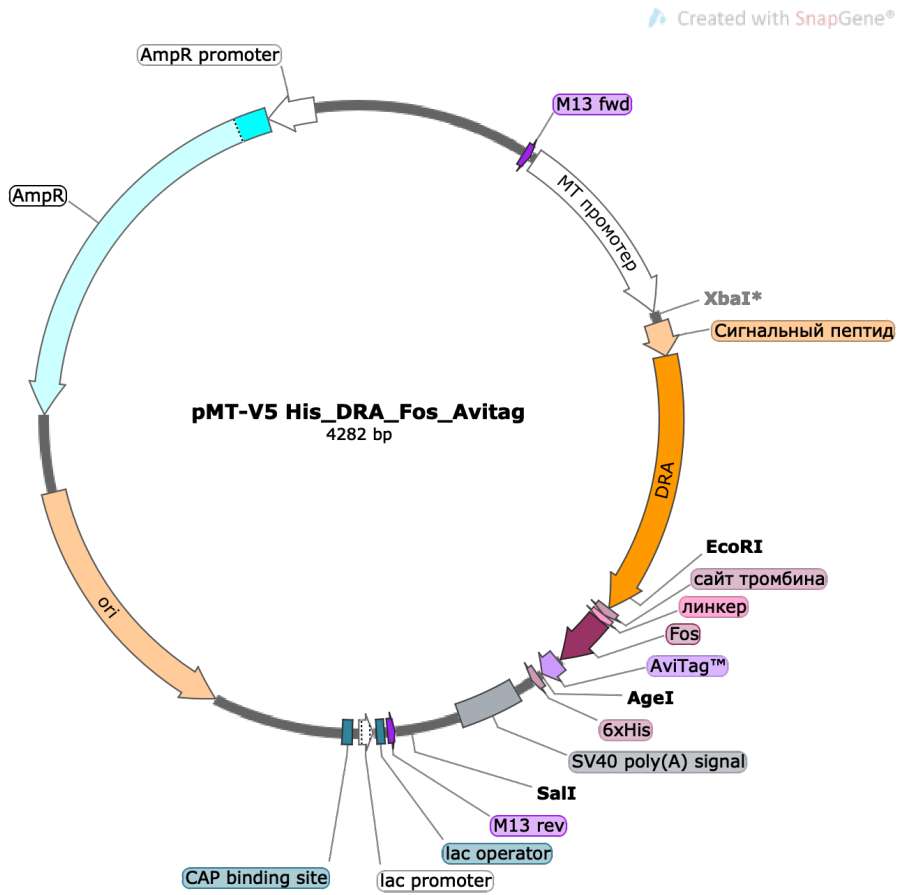 Created with SnapGene®
AmpR promoter
M13 fwd
МТ промотер
AmpR
XbaI*
Сигнальный пептид
pMT-V5 His_DRA_Fos_Avitag
4282 bp
DRA
EcoRI
сайт тромбина
линкер
Fos
AviTag™
AgeI
6xHis
SV40 poly(A) signal
ori
SalI
M13 rev
lac operator
CAP binding site
lac promoter